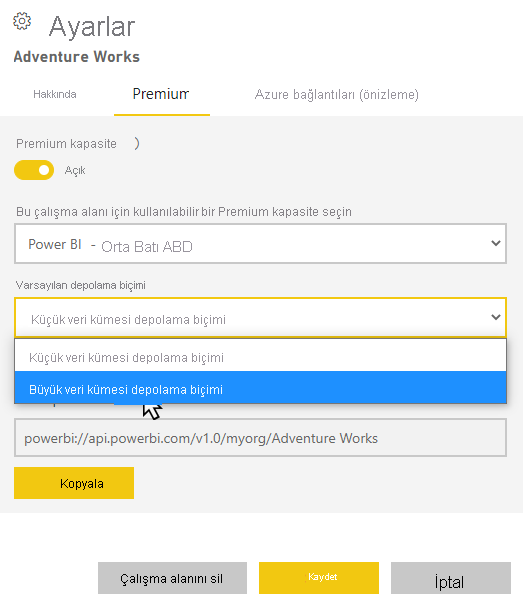 Ayarlar
Adventure Works
Hakkında Premium Azure bağlantıları (önizleme)
Premium kapasite
Açık
Bu çalışma alanı için kullanılabilir bir Premium kapasite seçin
Power BI - Orta Batı ABD
Varsayılan depolama biçimi
Küçük veri kümesi depolama biçimi
Küçük veri kümesi depolama biçimi
Büyük veri kümesi depolama biçimi
powerbi://api.powerbi.com/v1.0/myorg/Adventure Works
Kopyala
Çalışma alanını sil Kaydet İptal